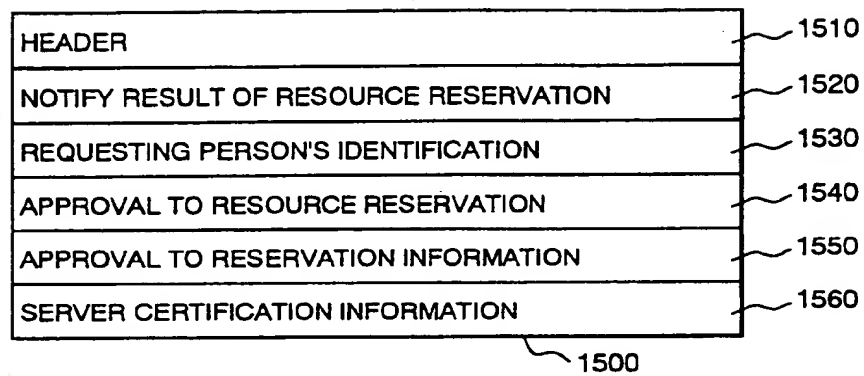 HEADER 1510
NOTIFY RESULT OF RESOURCE RESERVATION 1520
REQUESTING PERSON'S IDENTIFICATION 1530
APPROVAL TO RESOURCE RESERVATION 1540
APPROVAL TO RESERVATION INFORMATION 1550
SERVER CERTIFICATION INFORMATION 1560
1500